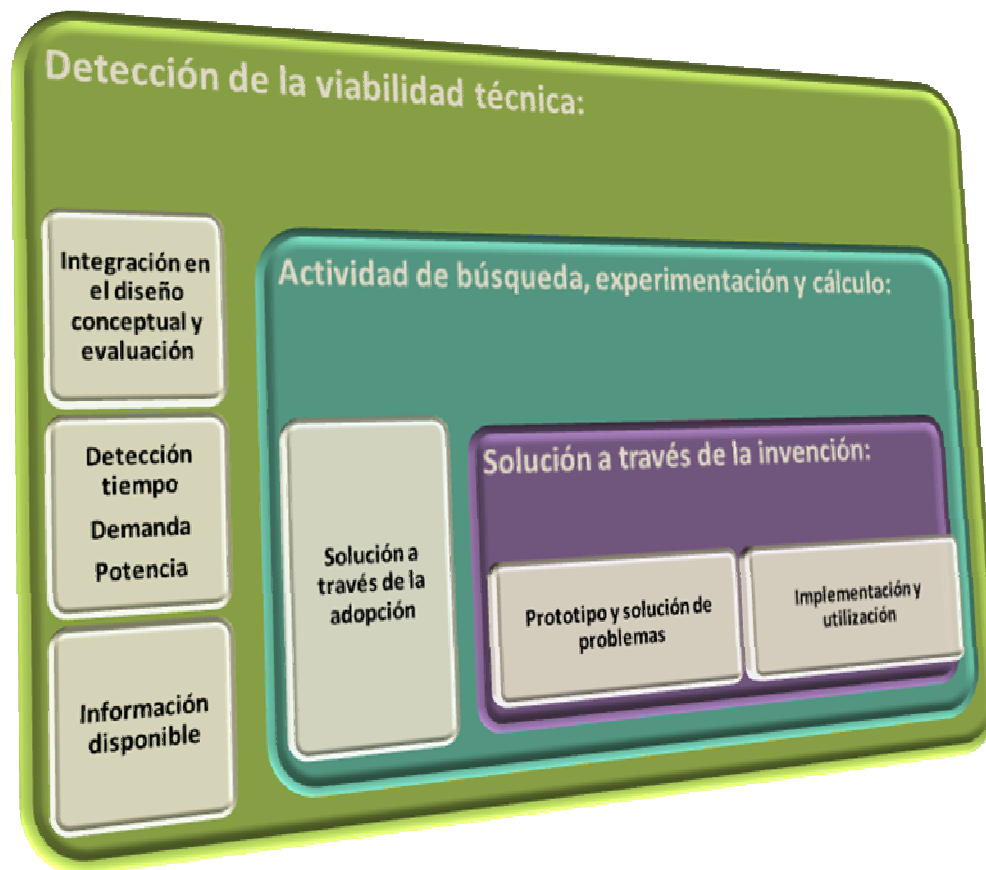 Detección de la viabilidad técnica:
Integración en
el diseño
conceptual y
evaluación
Detección
tiempo
Demanda
Potencia
Información
disponible
Actividad de búsqueda, experimentación y cálculo:
Solución a
través de la
adopción
Solución a través de la invención:
Prototipo y solución de
problemas
Implementación y
utilización